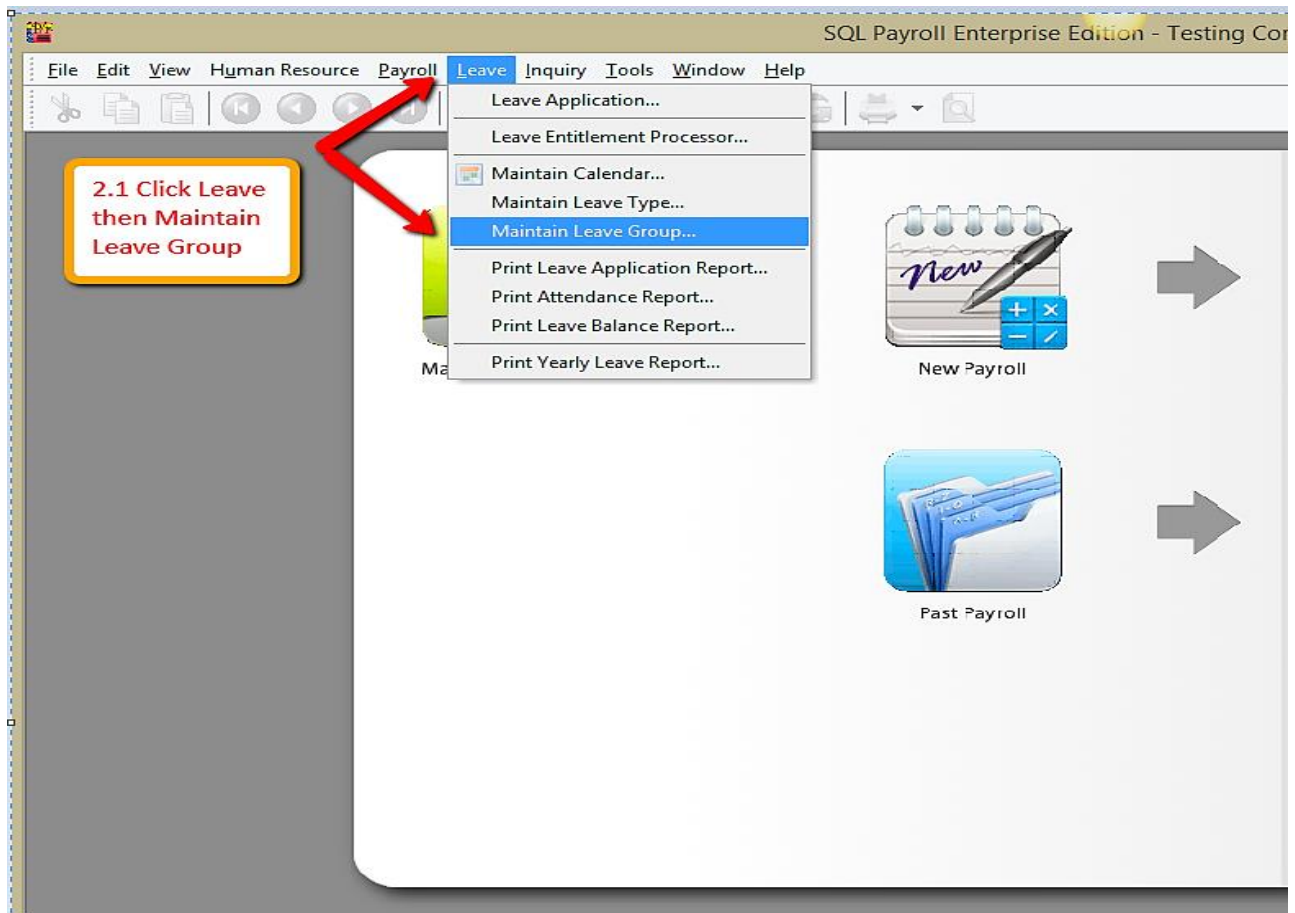 SQL Payroll Enterprise Edition - Testing Cor
File Edit View Human Resource Payroll Leave Inquiry Tools Window Help
Leave Application...
Leave Entitlement Processor...
Maintain Calendar...
Maintain Leave Type...
Maintain Leave Group...
Print Leave Application Report...
Print Attendance Report...
Print Leave Balance Report...
Print Yearly Leave Report...
2.1 Click Leave
then Maintain
Leave Group
New
Ma
New Payroll
Past Payroll